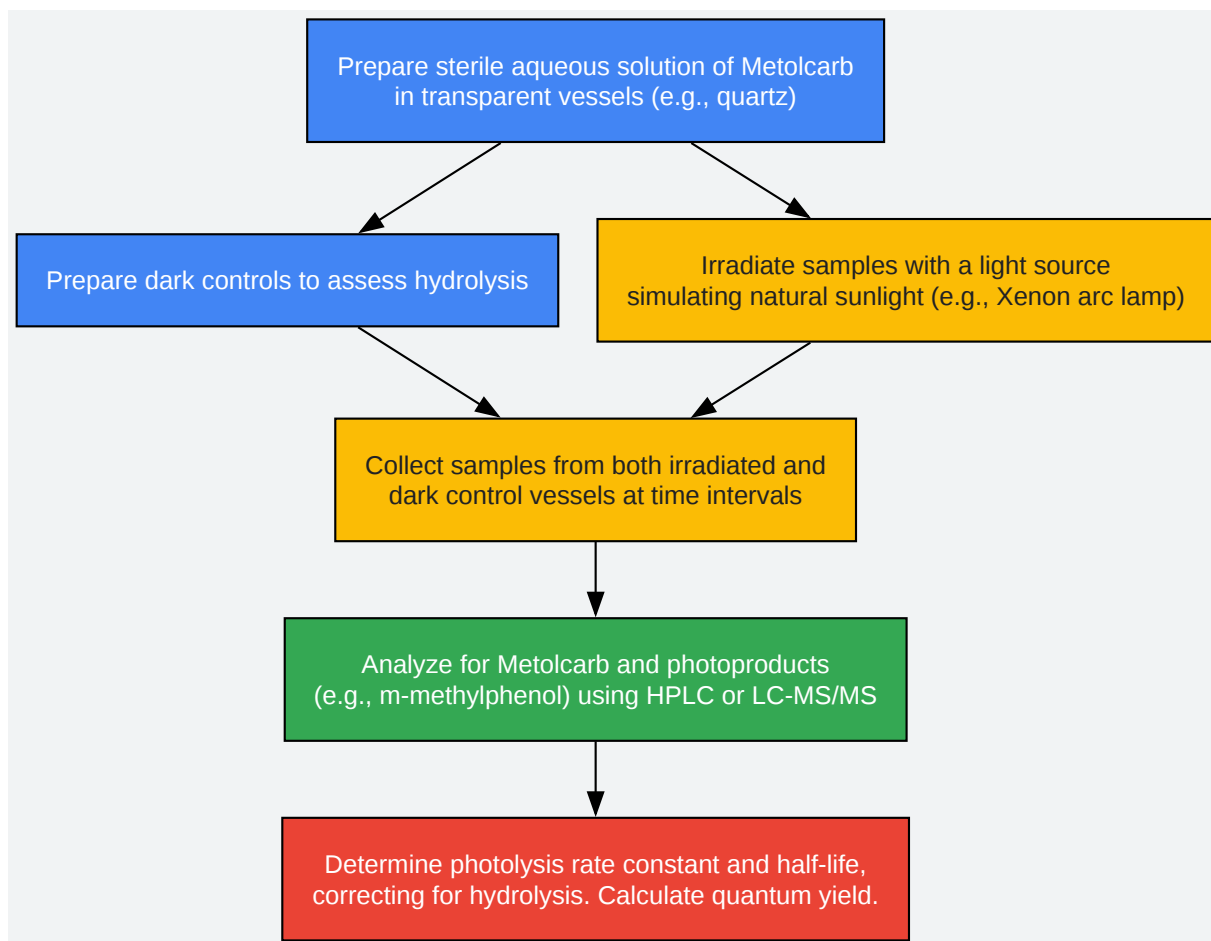 Prepare sterile aqueous solution of Metolcarb
in transparent vessels (e.g., quartz)
Prepare dark controls to assess hydrolysis
Irradiate samples with a light source
simulating natural sunlight (e.g., Xenon arc lamp)
Collect samples from both irradiated and
dark control vessels at time intervals
Analyze for Metolcarb and photoproducts
(e.g., m-methylphenol) using HPLC or LC-MS/MS
Determine photolysis rate constant and half-life,
correcting for hydrolysis. Calculate quantum yield.